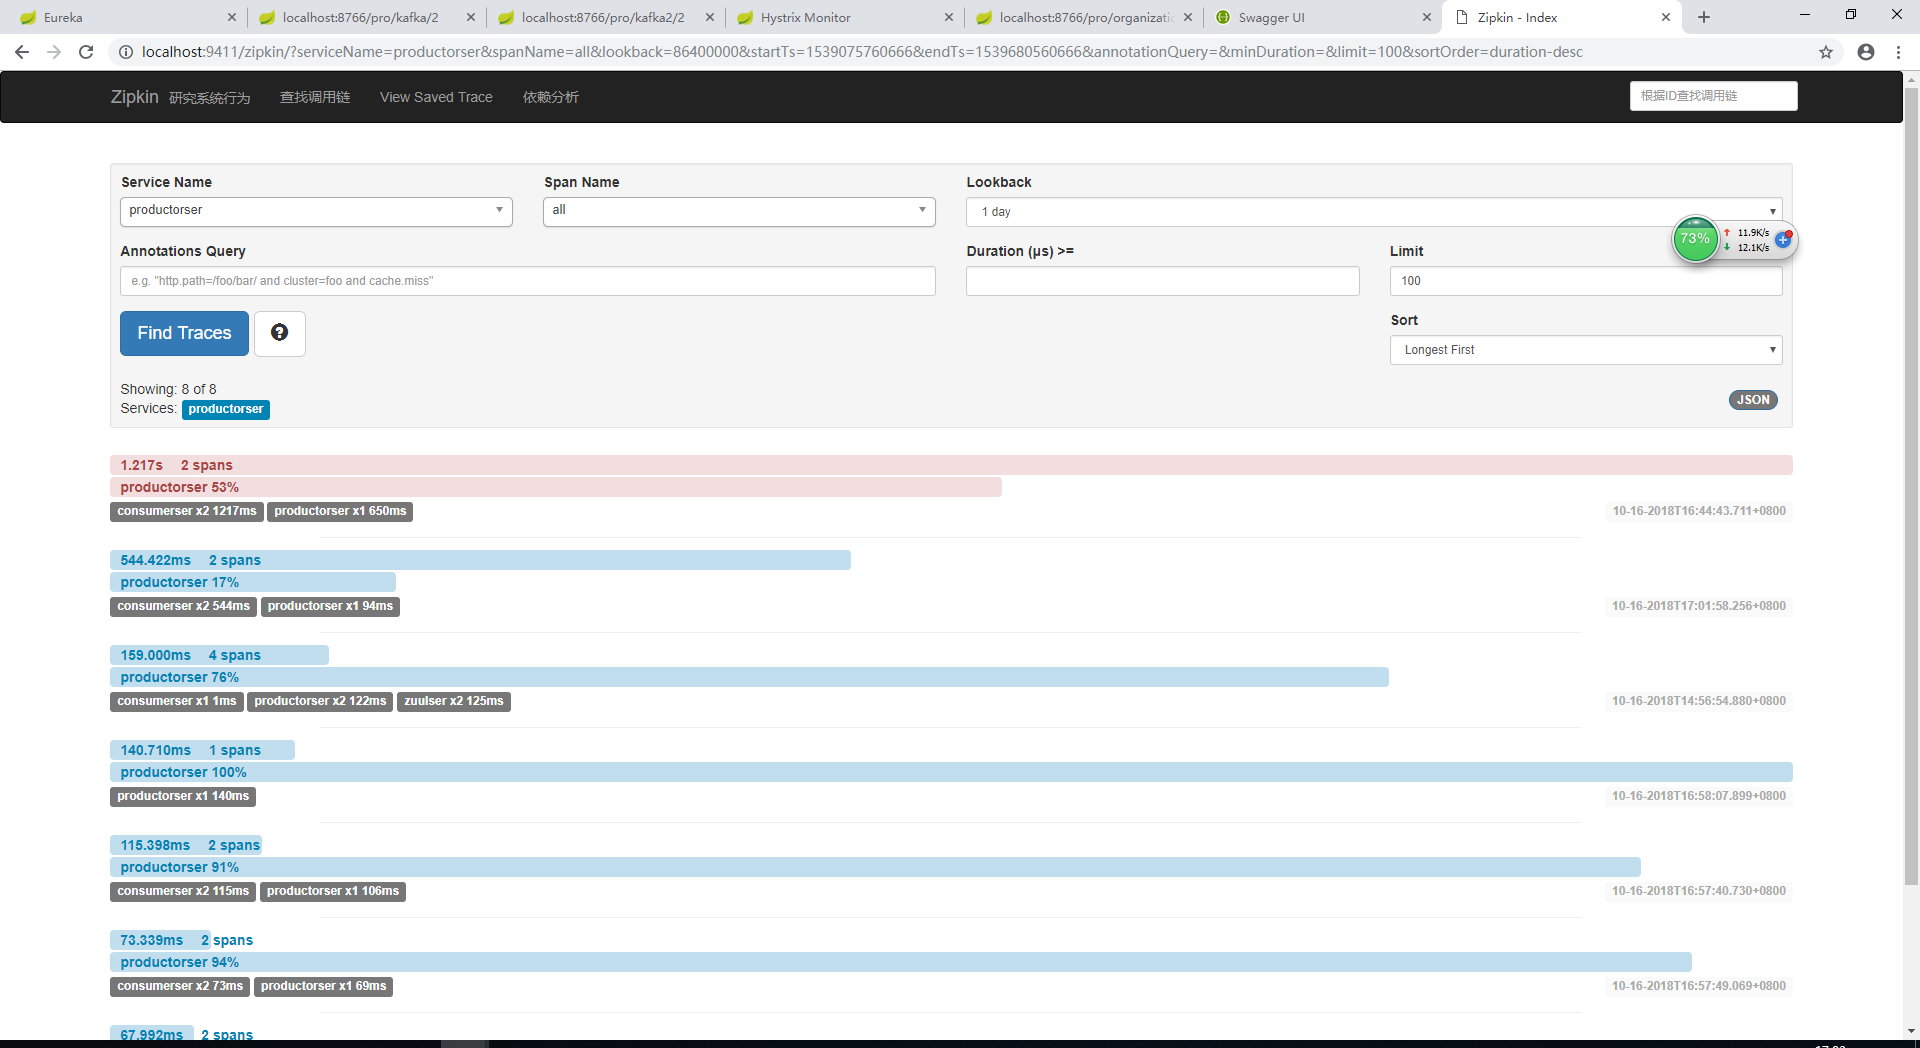 Eureka
localhost:8766/pro/kafka/2
localhost:8766/pro/kafka2/2
Hystrix Monitor
localhost:8766/pro/organizatio
Swagger UI
Zipkin - Index
localhost:9411/zipkin/?serviceName=productorser&spanName=all&lookback=86400000&startTs=1539075760666&endTs=1539680560666&annotationQuery=&minDuration=&limit=100&sortOrder=duration-desc
Zipkin 研究系统行为 查找调用链 View Saved Trace 依赖分析 根据ID查找调用链
Service Name Span Name Lookback
productorser all 1 day
73% 11.9K/s
12.1K/s
Annotations Query Duration (μs) >= Limit
e.g. "http.path=/foo/bar/ and cluster=foo and cache.miss" 100
Find Traces
Sort
Longest First
Showing: 8 of 8
Services: productorser JSON
1.217s 2 spans
productorser 53%
consumerser x2 1217ms productorser x1 650ms 10-16-2018T16:44:43.711+0800
544.422ms 2 spans
productorser 17%
consumerser x2 544ms productorser x1 94ms 10-16-2018T17:01:58.256+0800
159.000ms 4 spans
productorser 76%
consumerser x1 1ms productorser x2 122ms zuulser x2 125ms 10-16-2018T14:56:54.880+0800
140.710ms 1 spans
productorser 100%
productorser x1 140ms 10-16-2018T16:58:07.899+0800
115.398ms 2 spans
productorser 91%
consumerser x2 115ms productorser x1 106ms 10-16-2018T16:57:40.730+0800
73.339ms 2 spans
productorser 94%
consumerser x2 73ms productorser x1 69ms 10-16-2018T16:57:49.069+0800
67.992ms 2 spans